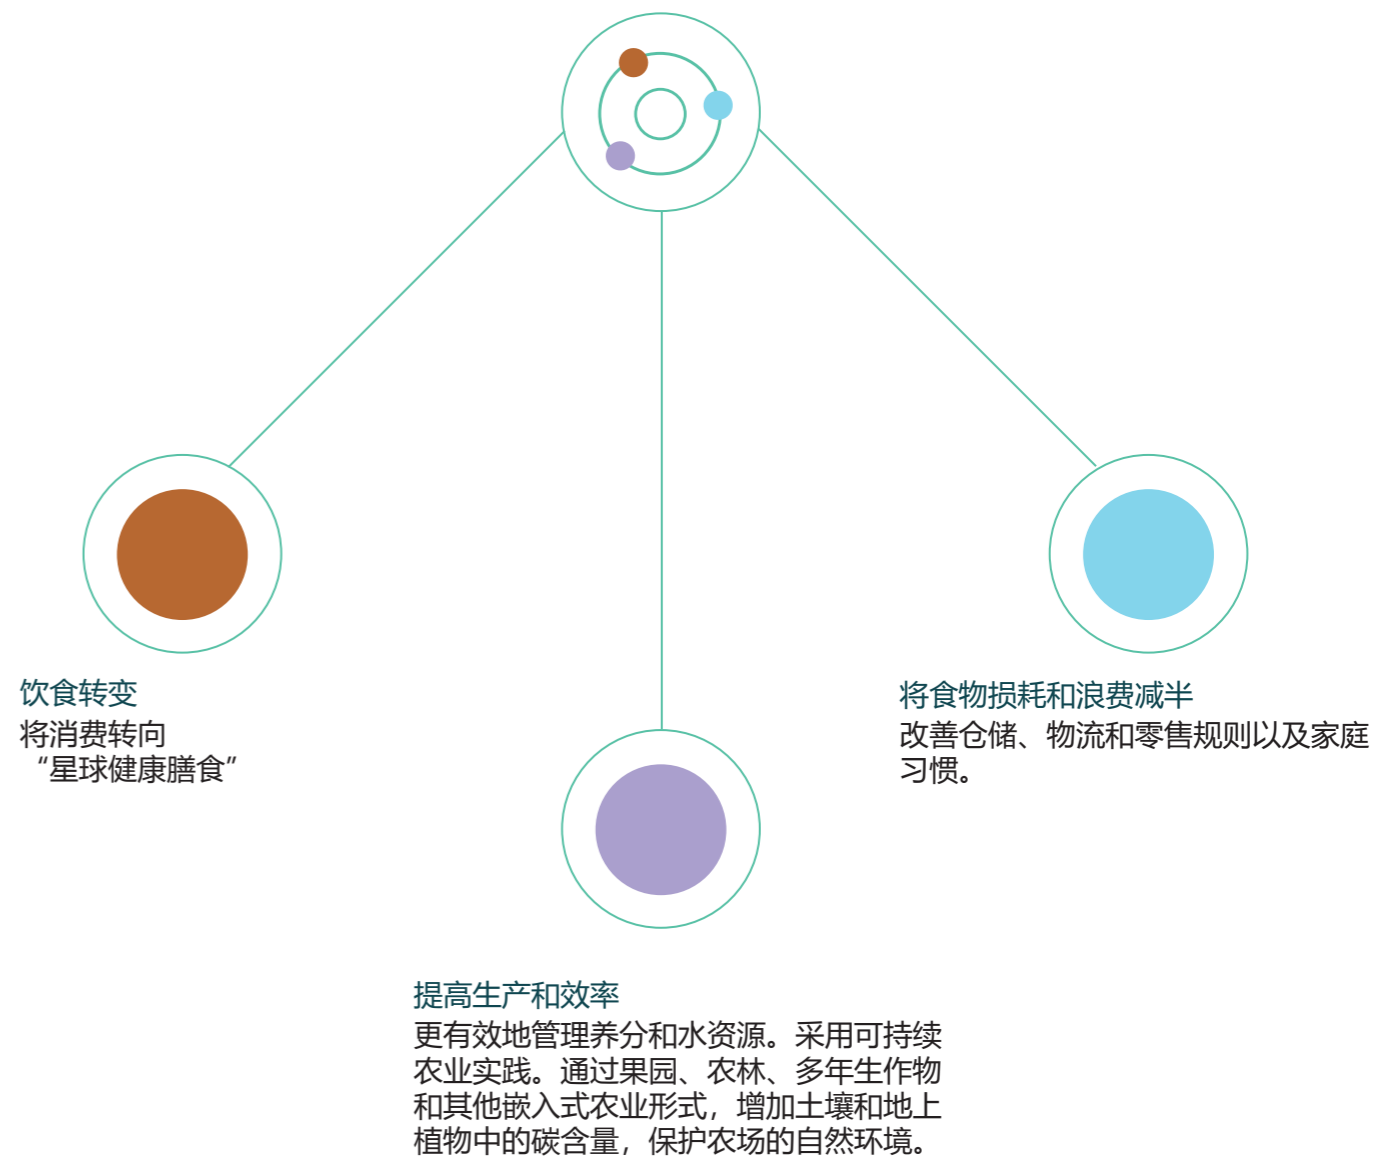 饮食转变
将消费转向
“星球健康膳食”
将食物损耗和浪费减半
改善仓储、物流和零售规则以及家庭
习惯。
提高生产和效率
更有效地管理养分和水资源。采用可持续
农业实践。通过果园、农林、多年生作物
和其他嵌入式农业形式，增加土壤和地上
植物中的碳含量，保护农场的自然环境。